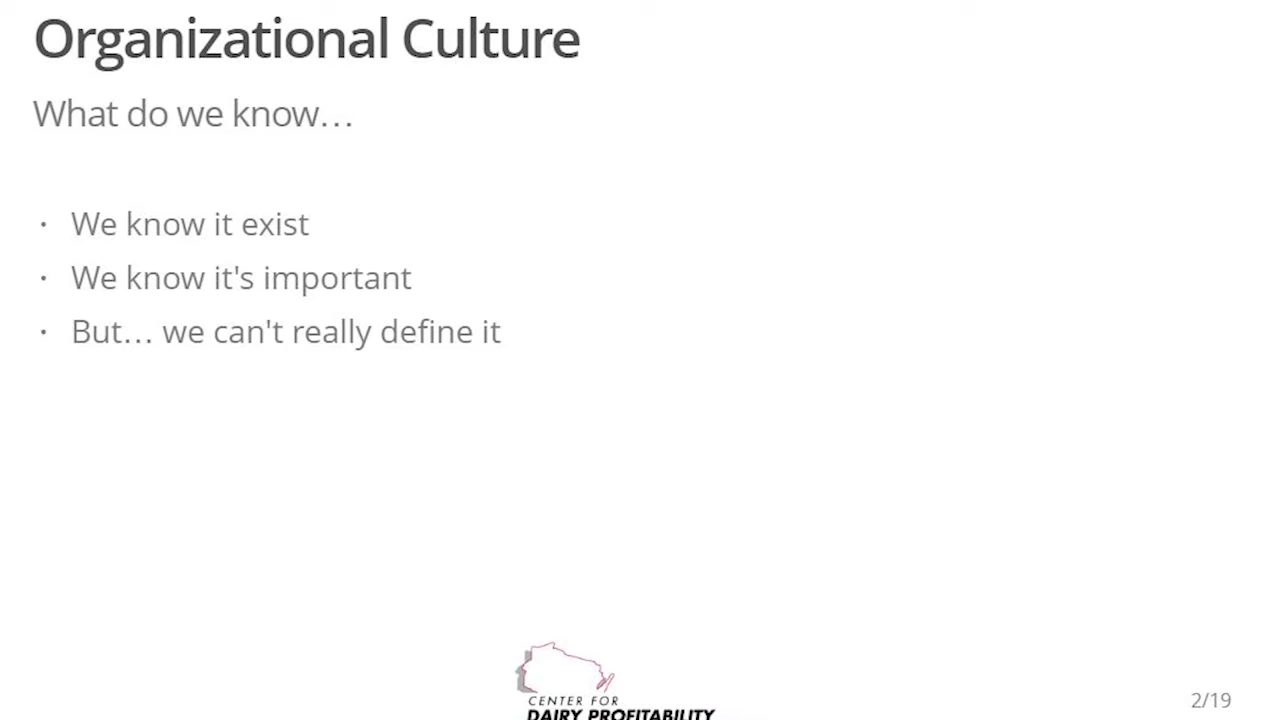 Organizational Culture
What do we know…
· We know it exist
· We know it's important
· But… we can't really define it
CENTER FOR
DAIRY PROFITABILITY
2/19